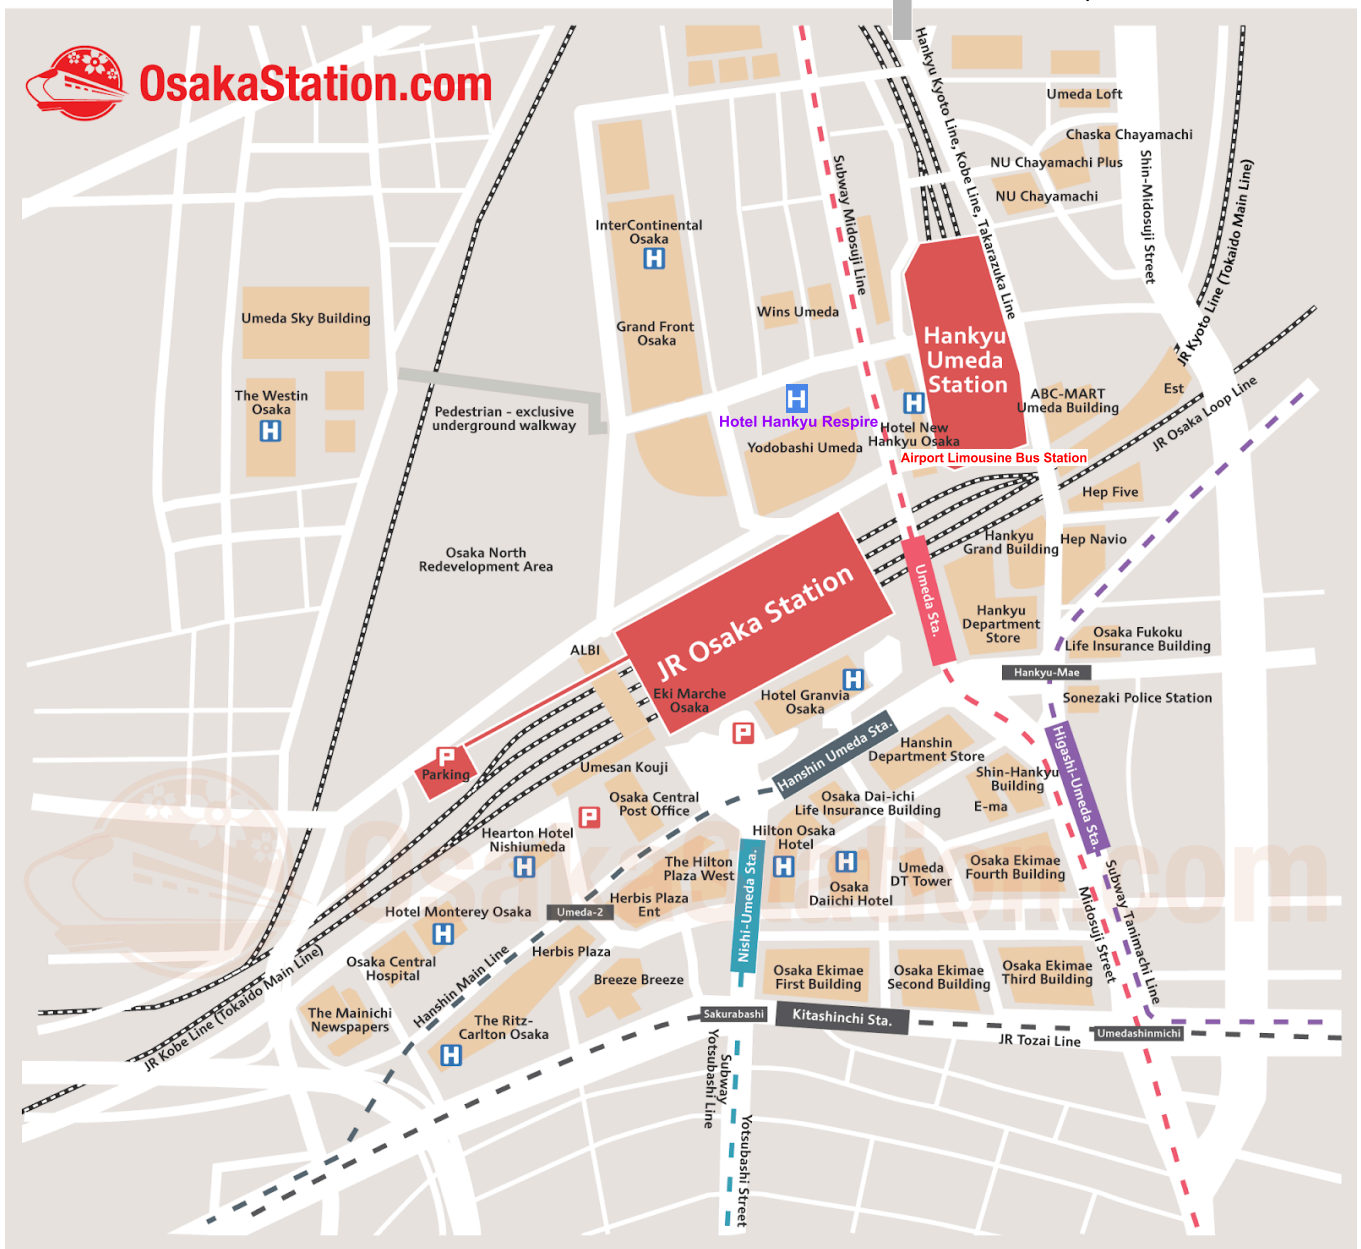 OsakaStation.com
Umeda Loft
Chaska Chayamachi
NU Chayamachi Plus
NU Chayamachi
Hankyu Kyoto Line, Kobe Line, Takarazuka Line
Shin-Midosuji Street
JR Kyoto Line (Tokaido Main Line)
Subway Midosuji Line
InterContinental
Osaka
H
Umeda Sky Building
Wins Umeda
Grand Front
Osaka
Hankyu
Umeda
Station
The Westin
Osaka
H
Pedestrian - exclusive
underground walkway
H
Hotel Hankyu Respire
H
Hotel New
Hankyu Osaka
ABC-MART
Umeda Building
Est
JR Osaka Loop Line
Yodobashi Umeda
Airport Limousine Bus Station
Hep Five
Hankyu
Grand Building
Hep Navio
Osaka North
Redevelopment Area
JR Osaka Station
Umeda Sta.
Hankyu
Department
Store
Osaka Fukoku
Life Insurance Building
ALBI
Hankyu-Mae
Eki Marche
Osaka
Hotel Granvia
Osaka
H
Sonezaki Police Station
P
P
Parking
Hanshin Umeda Sta.
Hanshin
Department Store
Higashi-Umeda Sta.
Umesan Kouji
Shin-Hankyu
Building
E-ma
Osaka Central
Post Office
P
Osaka Dai-ichi
Life Insurance Building
Hearton Hotel
Nishiumeda
H
Hilton Osaka
Hotel
H
H
Osaka
Daiichi Hotel
The Hilton
Plaza West
Nishi-Umeda Sta.
Umeda
DT Tower
Osaka Ekimae
Fourth Building
OsakaStation.com
Herbis Plaza
Ent
Hotel Monterey Osaka
H
Umeda-2
Midosuji Street
Subway Tanimachi Line
Herbis Plaza
Osaka Central
Hospital
Hanshin Main Line
Breeze Breeze
Osaka Ekimae
First Building
Osaka Ekimae
Second Building
Osaka Ekimae
Third Building
JR Kobe Line (Tokaido Main Line)
The Mainichi
Newspapers
The Ritz-
Carlton Osaka
H
Sakurabashi
Kitashinchi Sta.
JR Tozai Line
Umedashinmichi
Subway
Yotsubashi Line
Yotsubashi Street